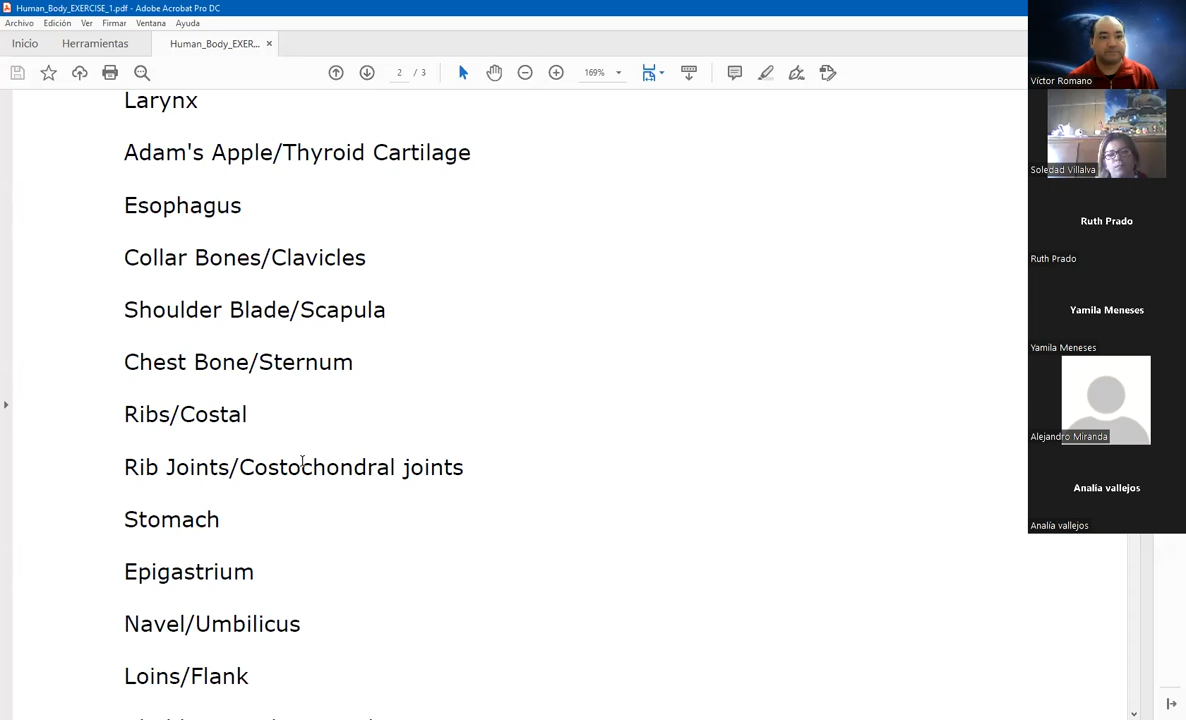 Human_Body_EXERCISE_1.pdf - Adobe Acrobat Pro DC
Archivo Edición Ver Firmar Ventana Ayuda
Inicio Herramientas Human_Body_EXER... ×
2 / 3 169%
Larynx
Adam's Apple/Thyroid Cartilage
Esophagus
Collar Bones/Clavicles
Shoulder Blade/Scapula
Chest Bone/Sternum
Ribs/Costal
Rib Joints/Costochondral joints
Stomach
Epigastrium
Navel/Umbilicus
Loins/Flank
Víctor Romano
Soledad Villalva
Ruth Prado
Ruth Prado
Yamila Meneses
Yamila Meneses
Alejandro Miranda
Analía vallejos
Analía vallejos